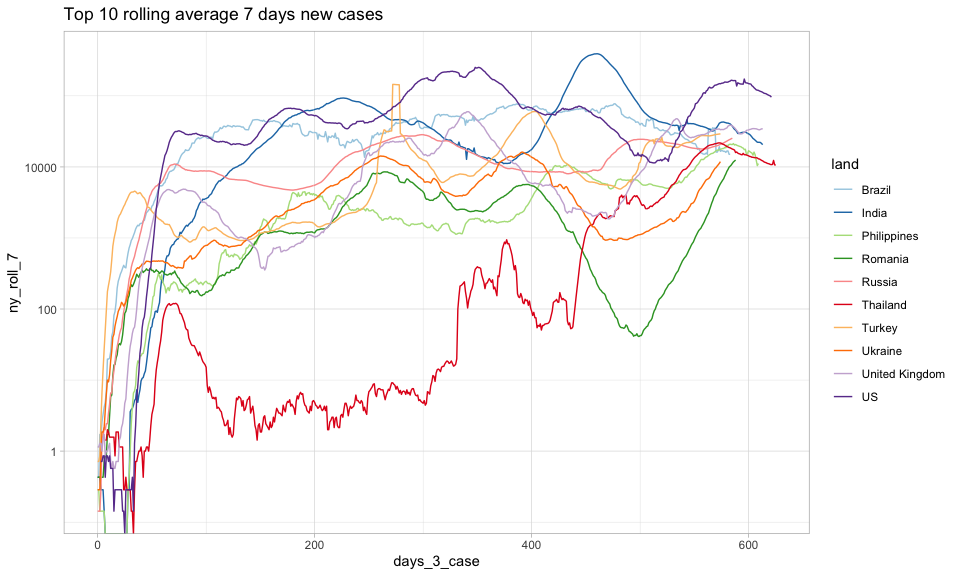 Top 10 rolling average 7 days new cases
ny_roll_7
10000
100
1
0
200
400
600
days_3_case
land
Brazil
India
Philippines
Romania
Russia
Thailand
Turkey
Ukraine
United Kingdom
US